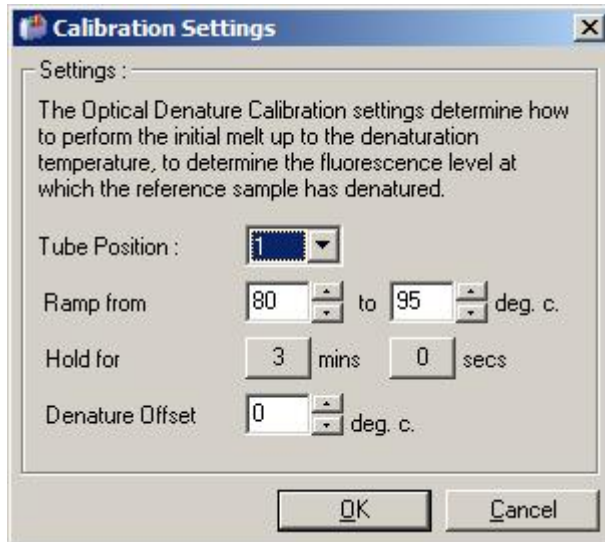 Calibration Settings
Settings :
The Optical Denature Calibration settings determine how
to perform the initial melt up to the denaturation
temperature, to determine the fluorescence level at
which the reference sample has denatured.
Tube Position : 1
Ramp from 80 to 95 deg. c.
Hold for 3 mins 0 secs
Denature Offset 0 deg. c.
OK Cancel